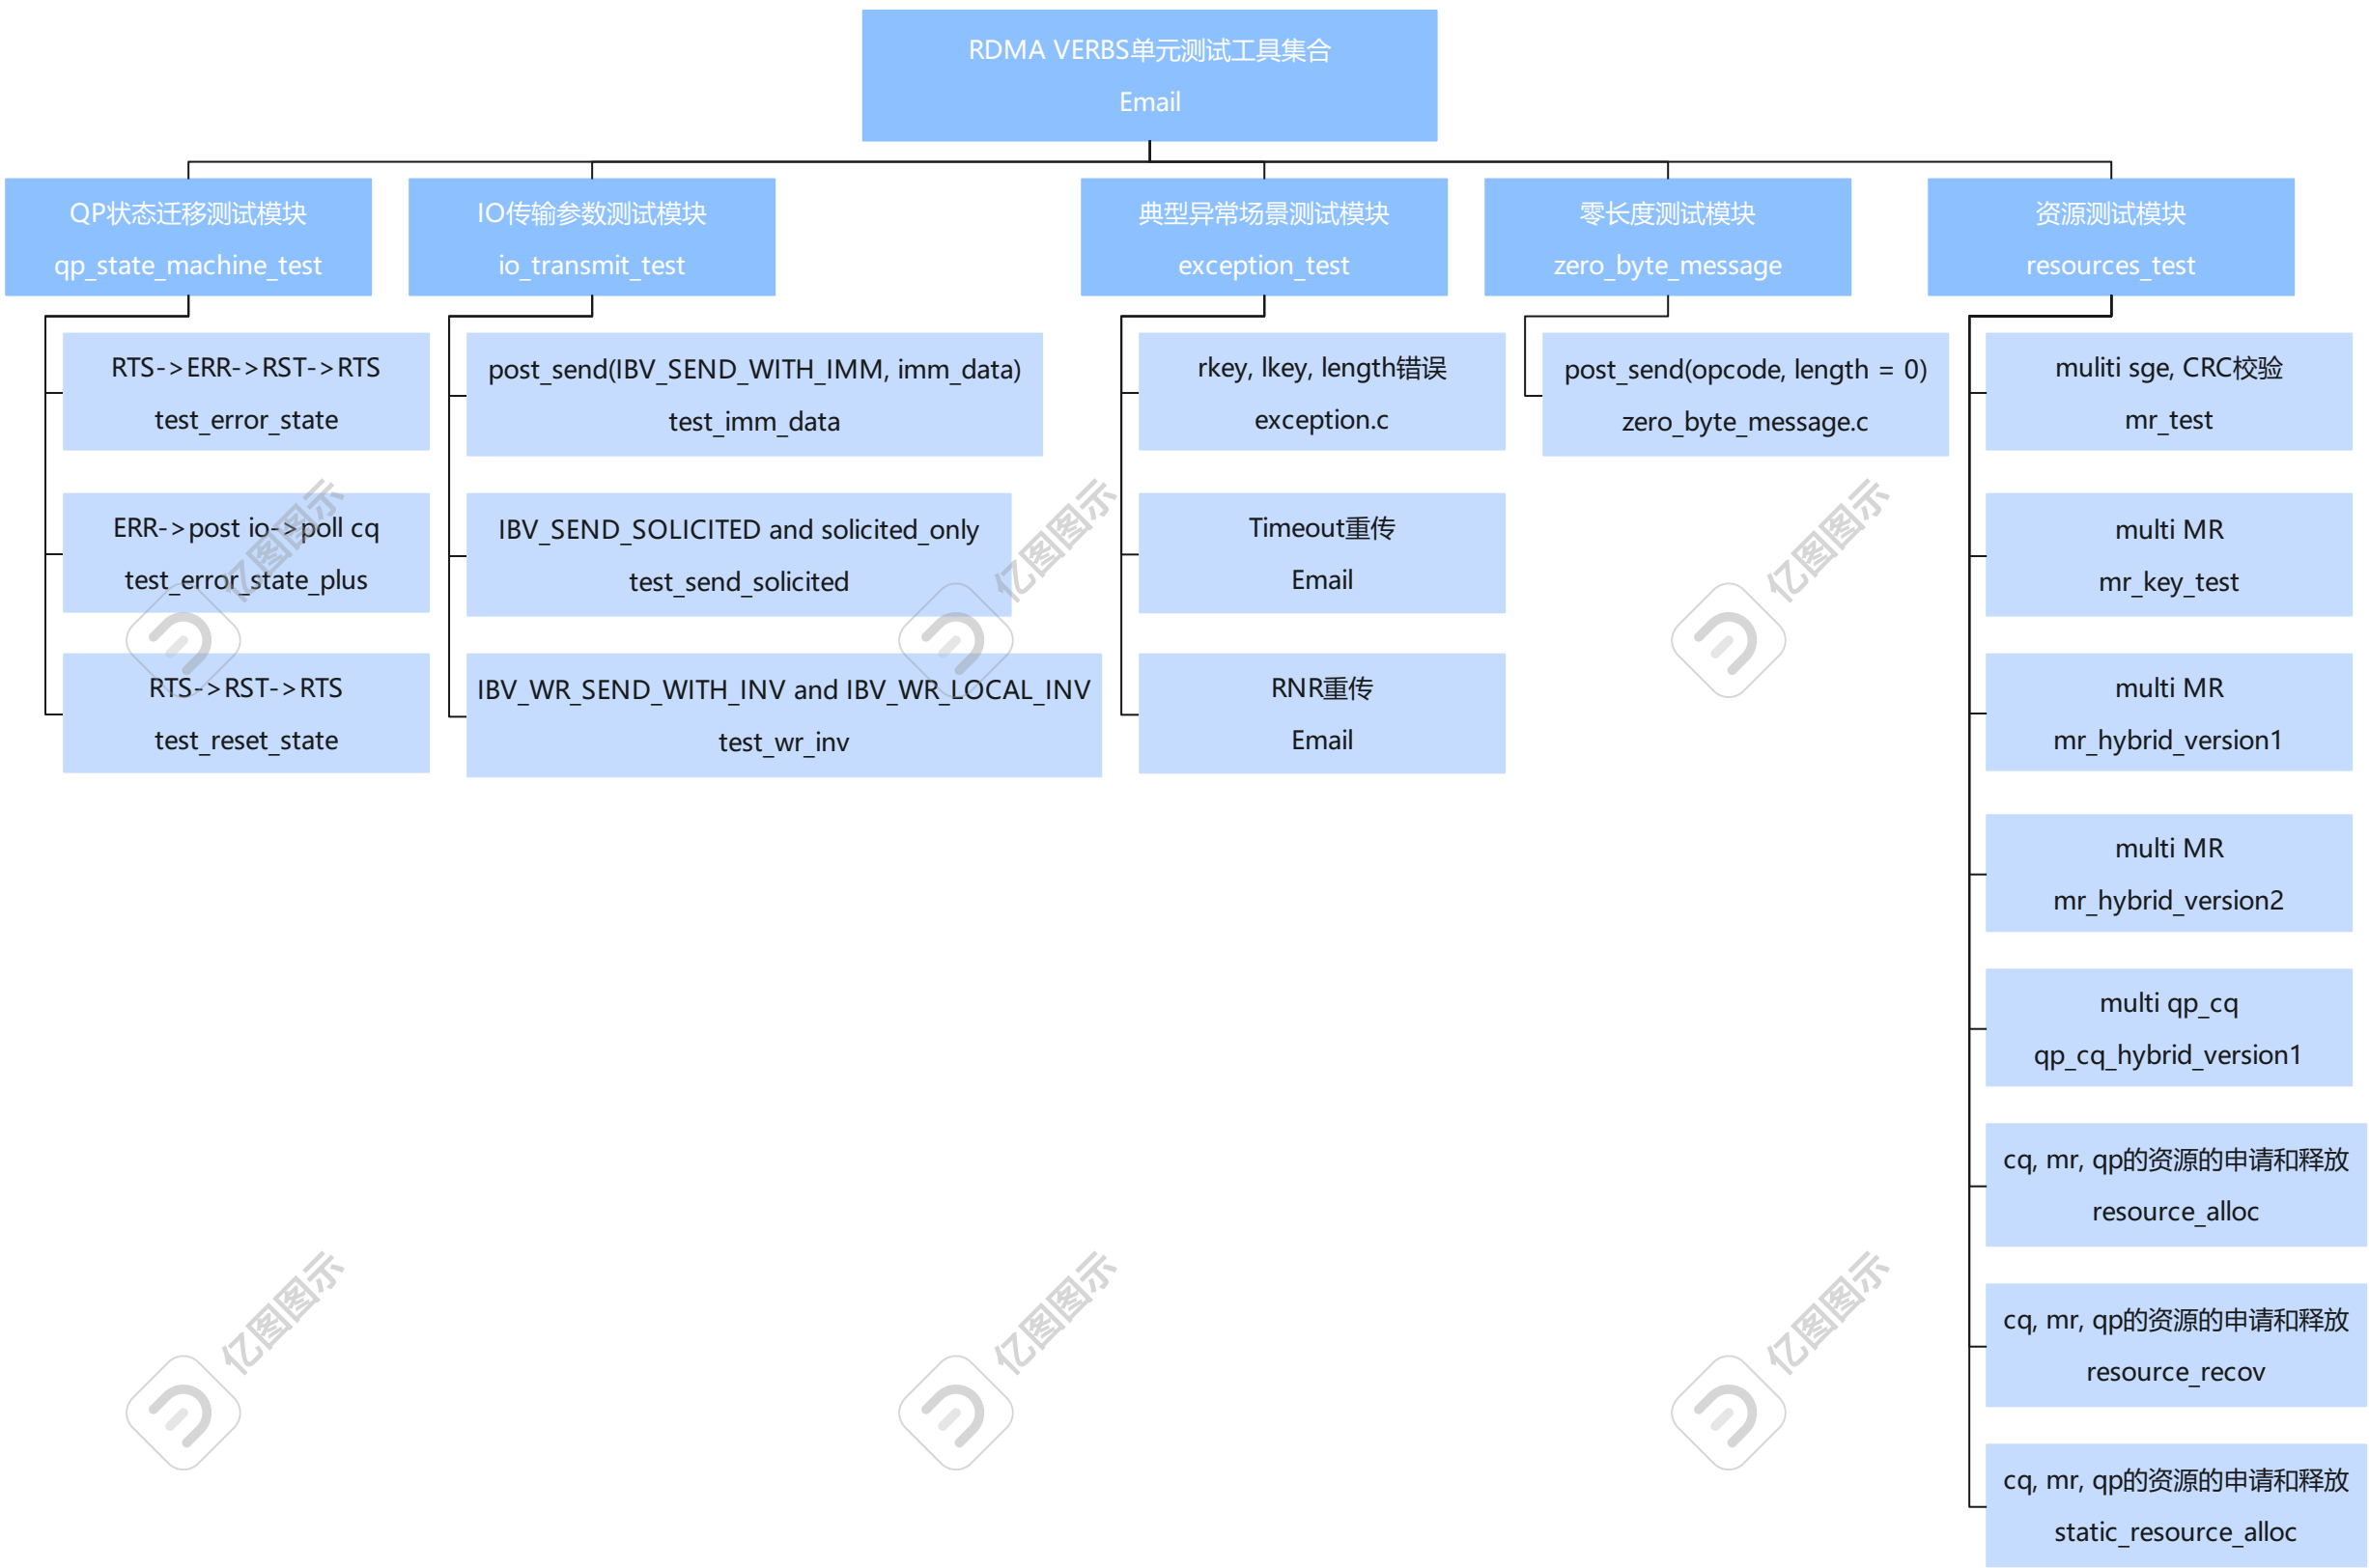 RDMA VERBS单元测试工具集合
Email
QP状态迁移测试模块
qp_state_machine_test
RTS->ERR->RST->RTS
test_error_state
ERR->post io->poll cq
test_error_state_plus
RTS->RST->RTS
test_reset_state
IO传输参数测试模块
io_transmit_test
post_send(IBV_SEND_WITH_IMM, imm_data)
test_imm_data
IBV_SEND_SOLICITED and solicited_only
test_send_solicited
IBV_WR_SEND_WITH_INV and IBV_WR_LOCAL_INV
test_wr_inv
典型异常场景测试模块
exception_test
rkey, lkey, length错误
exception.c
Timeout重传
Email
RNR重传
Email
零长度测试模块
zero_byte_message
post_send(opcode, length = 0)
zero_byte_message.c
资源测试模块
resources_test
muliti sge, CRC校验
mr_test
multi MR
mr_key_test
multi MR
mr_hybrid_version1
multi MR
mr_hybrid_version2
multi qp_cq
qp_cq_hybrid_version1
cq, mr, qp的资源的申请和释放
resource_alloc
cq, mr, qp的资源的申请和释放
resource_recov
cq, mr, qp的资源的申请和释放
static_resource_alloc
亿图图示
亿图图示
亿图图示
亿图图示
亿图图示
亿图图示